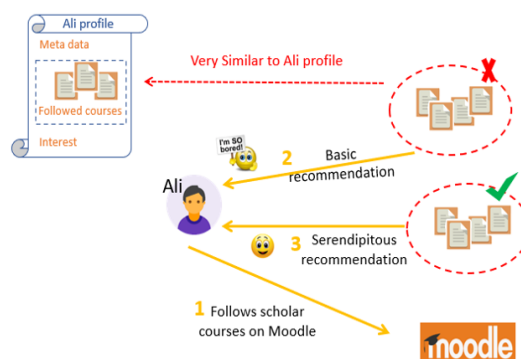 Ali profile
Meta data
Followed courses
Interest
Very Similar to Ali profile
I'm SO
bored!
2 Basic
recommendation
Ali
3 Serendipitous
recommendation
1 Follows scholar
courses on Moodle
moodle